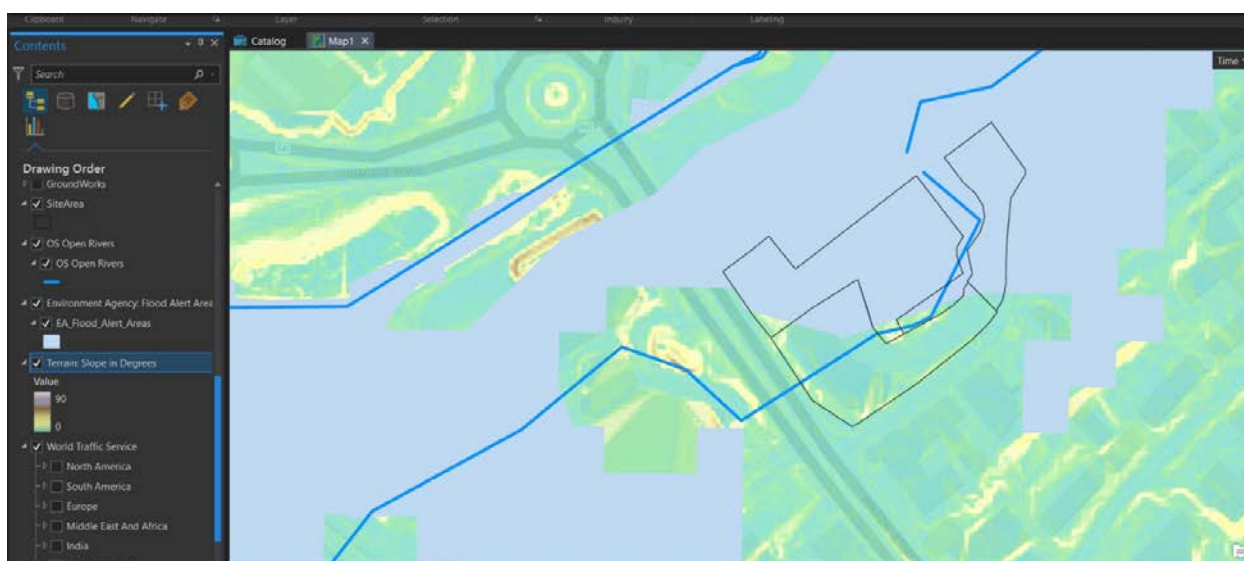 Clipboard Navigate Layer Selection Inquiry Labeling
Contents
Catalog
Map1
Time
Search
Drawing Order
GroundWorks
SiteArea
OS Open Rivers
OS Open Rivers
Environment Agency: Flood Alert Area
EA_Flood_Alert_Areas
Terrain: Slope in Degrees
Value
90
0
World Traffic Service
North America
South America
Europe
Middle East And Africa
India